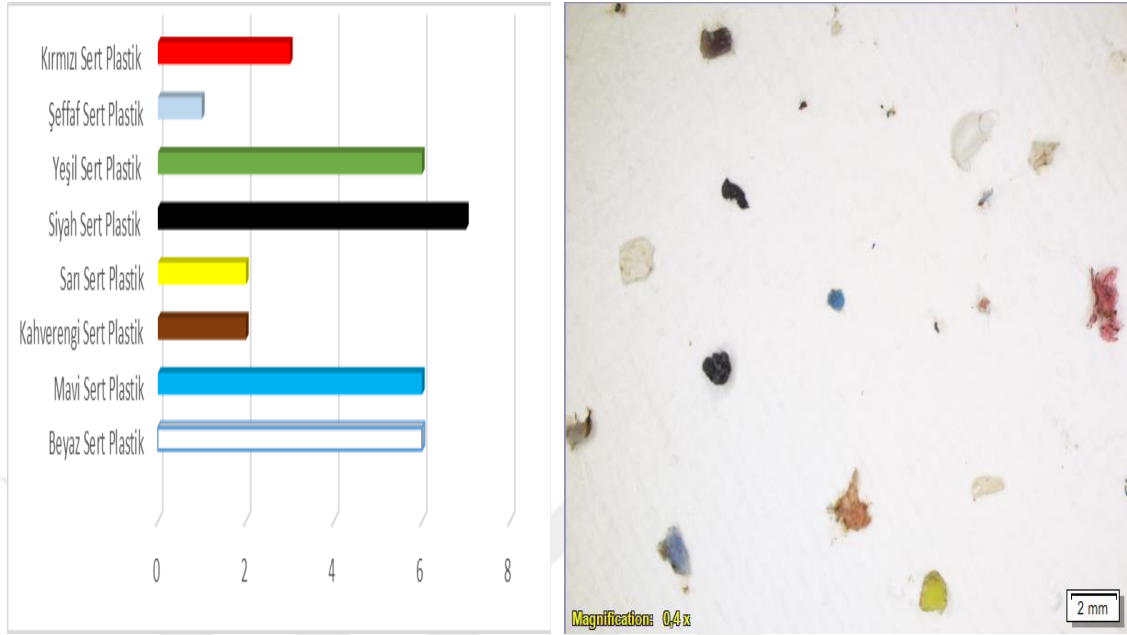 Kırmızı Sert Plastik
Şeffaf Sert Plastik
Yeşil Sert Plastik
Siyah Sert Plastik
Sarı Sert Plastik
Kahverengi Sert Plastik
Mavi Sert Plastik
Beyaz Sert Plastik
0 2 4 6 8
Magnification: 0,4 x
2 mm